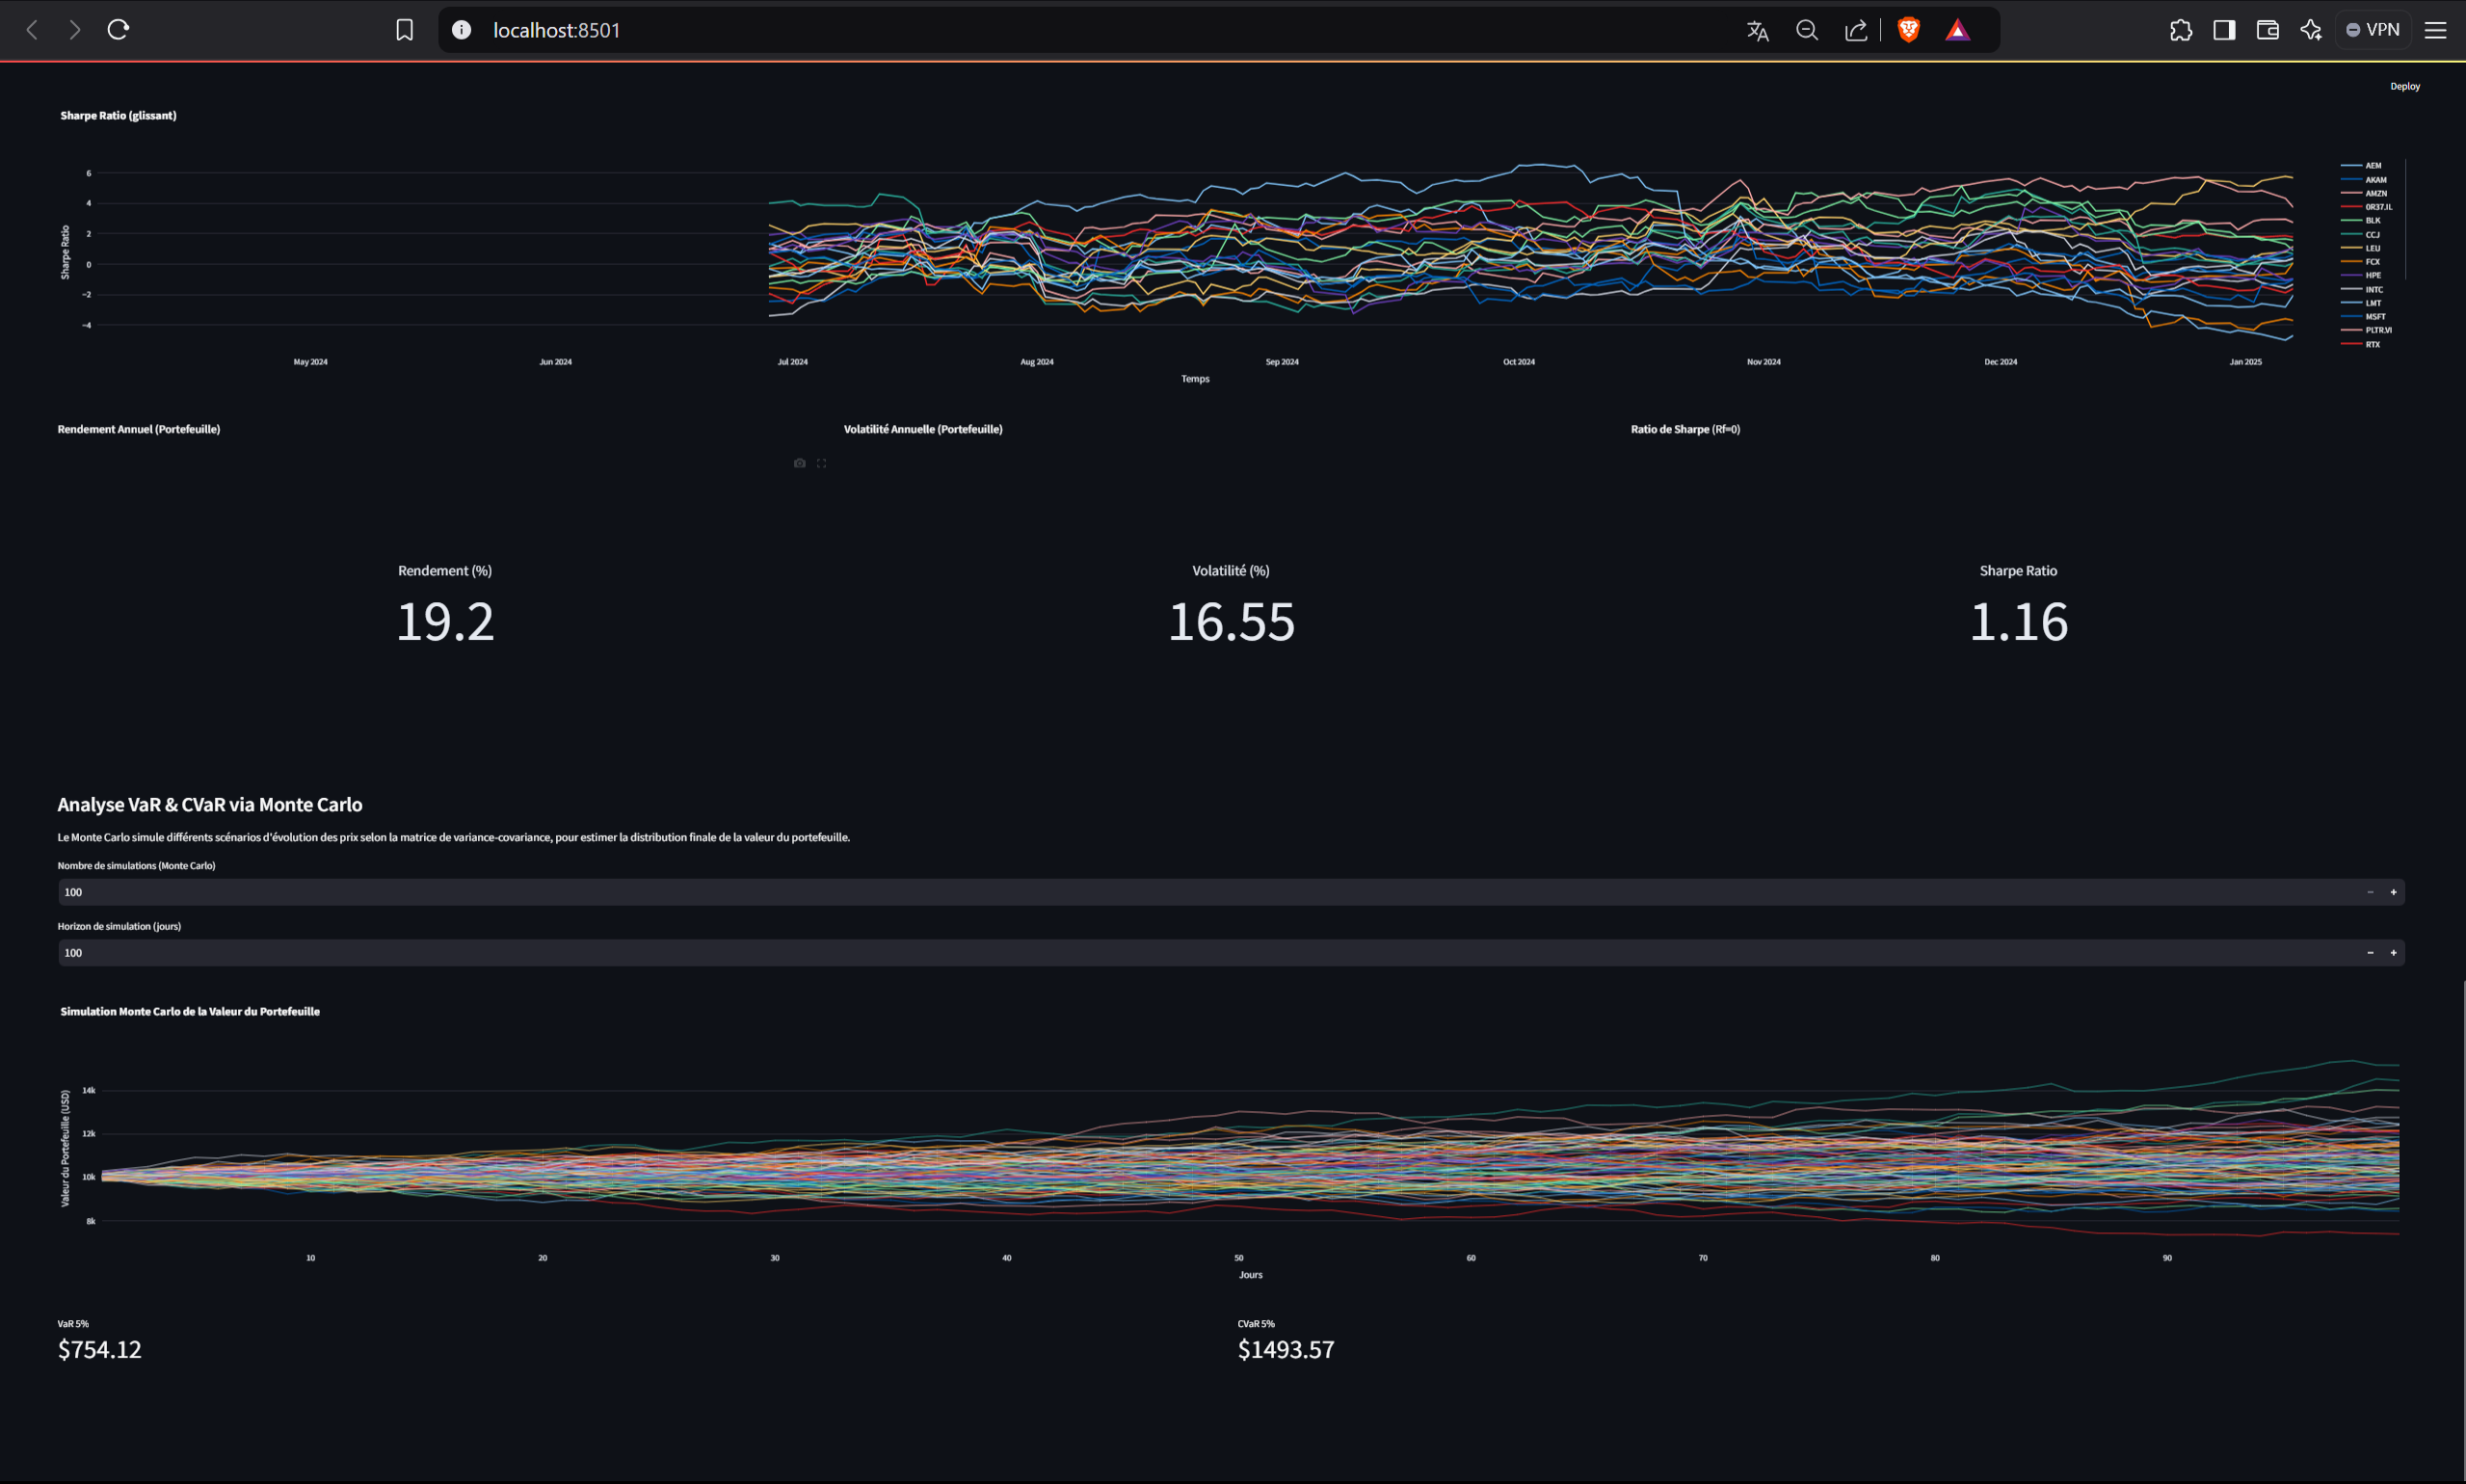 localhost:8501
VPN
Deploy
Sharpe Ratio (glissant)
Sharpe Ratio
6
4
2
0
−2
−4
May 2024
Jun 2024
Jul 2024
Aug 2024
Sep 2024
Oct 2024
Nov 2024
Dec 2024
Jan 2025
Temps
AEM
AKAM
AMZN
0R37.IL
BLK
CCJ
LEU
FCX
HPE
INTC
LMT
MSFT
PLTR.VI
RTX
Rendement Annuel (Portefeuille)
Volatilité Annuelle (Portefeuille)
Ratio de Sharpe (Rf=0)
Rendement (%)
19.2
Volatilité (%)
16.55
Sharpe Ratio
1.16
Analyse VaR & CVaR via Monte Carlo
Le Monte Carlo simule différents scénarios d'évolution des prix selon la matrice de variance-covariance, pour estimer la distribution finale de la valeur du portefeuille.
Nombre de simulations (Monte Carlo)
100
Horizon de simulation (jours)
100
Simulation Monte Carlo de la Valeur du Portefeuille
Valeur du Portefeuille (USD)
14k
12k
10k
8k
10
20
30
40
50
60
70
80
90
Jours
VaR 5%
$754.12
CVaR 5%
$1493.57